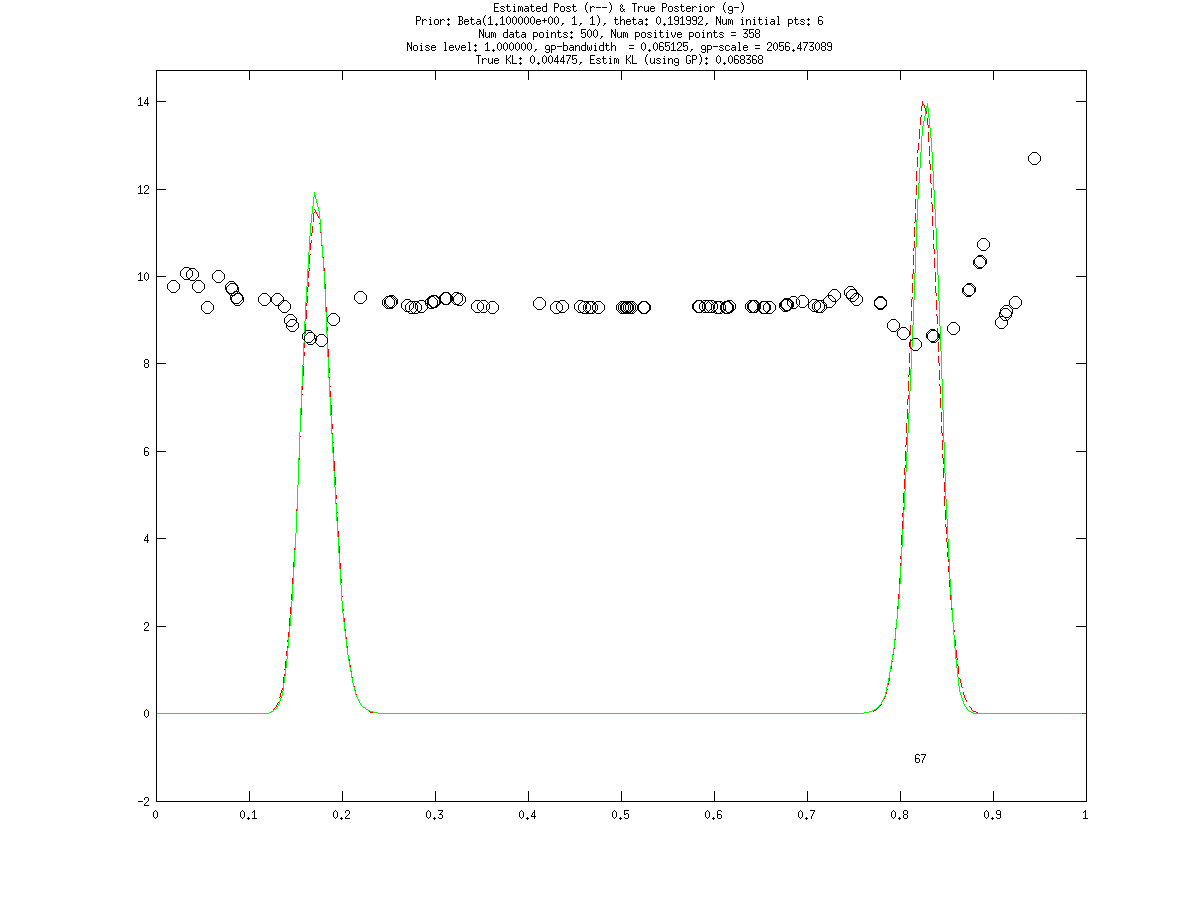 Estimated Post (r--) & True Posterior (g-)
Prior: Beta(1.100000e+00, 1, 1), theta: 0.191992, Num initial pts: 6
Num data points: 500, Num positive points = 358
Noise level: 1.000000, gp-bandwidth  = 0.065125, gp-scale = 2056.473089
True KL: 0.004475, Estim KL (using GP): 0.068368
14
12
10
8
6
4
2
0
67
-2
0 0.1 0.2 0.3 0.4 0.5 0.6 0.7 0.8 0.9 1